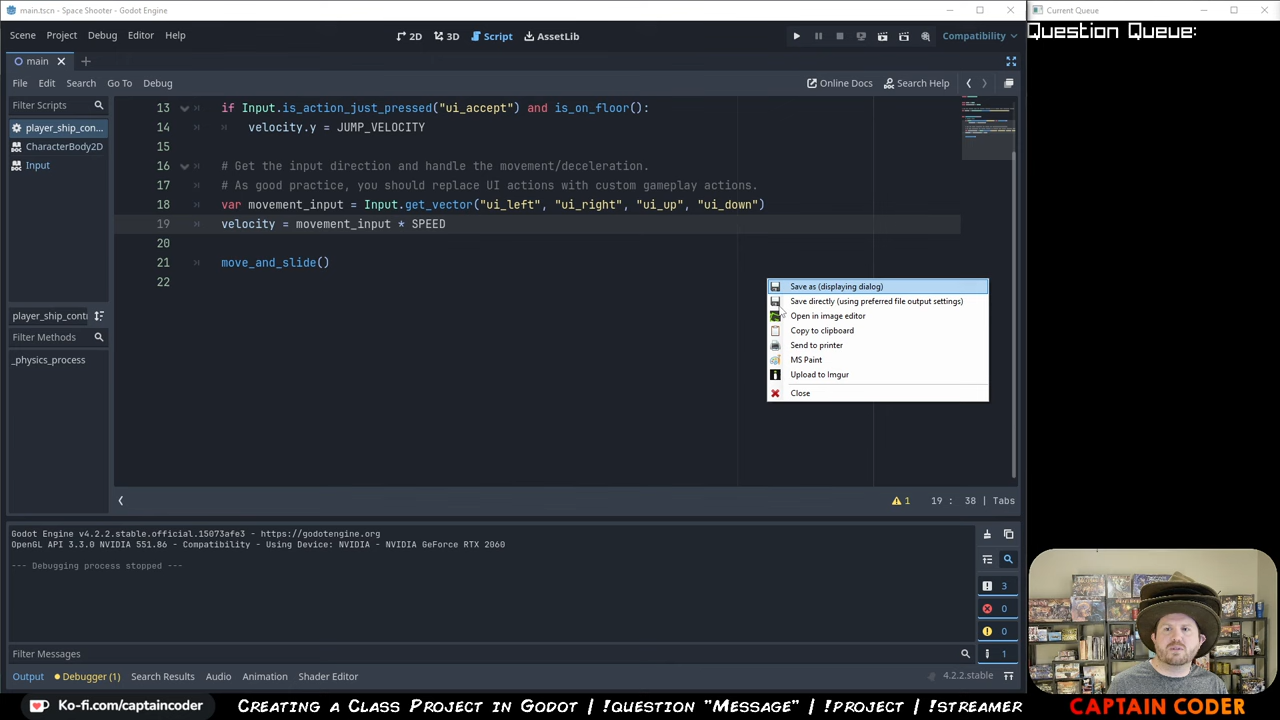 main.tscn - Space Shooter - Godot Engine
Current Queue
Scene Project Debug Editor Help
2D 3D Script AssetLib
Compatibility
Question Queue:
main
File Edit Search Go To Debug
Online Docs Search Help
Filter Scripts
player_ship_con...
CharacterBody2D
Input
player_ship_contr
Filter Methods
_physics_process
13 if Input.is_action_just_pressed("ui_accept") and is_on_floor():
14 velocity.y = JUMP_VELOCITY
15
16 # Get the input direction and handle the movement/deceleration.
17 # As good practice, you should replace UI actions with custom gameplay actions.
18 var movement_input = Input.get_vector("ui_left", "ui_right", "ui_up", "ui_down")
19 velocity = movement_input * SPEED
20
21 move_and_slide()
22
Save as (displaying dialog)
Save directly (using preferred file output settings)
Open in image editor
Copy to clipboard
Send to printer
MS Paint
Upload to Imgur
Close
1 19 : 38 | Tabs
Godot Engine v4.2.2.stable.official.15073afe3 - https://godotengine.org
OpenGL API 3.3.0 NVIDIA 551.86 - Compatibility - Using Device: NVIDIA - NVIDIA GeForce RTX 2060
--- Debugging process stopped ---
3
0
0
1
Filter Messages
Output Debugger (1) Search Results Audio Animation Shader Editor
4.2.2.stable
Ko-fi.com/captaincoder
Creating a Clone Project in Godot | !question "Message" | !project | !streamer
Captain Coder